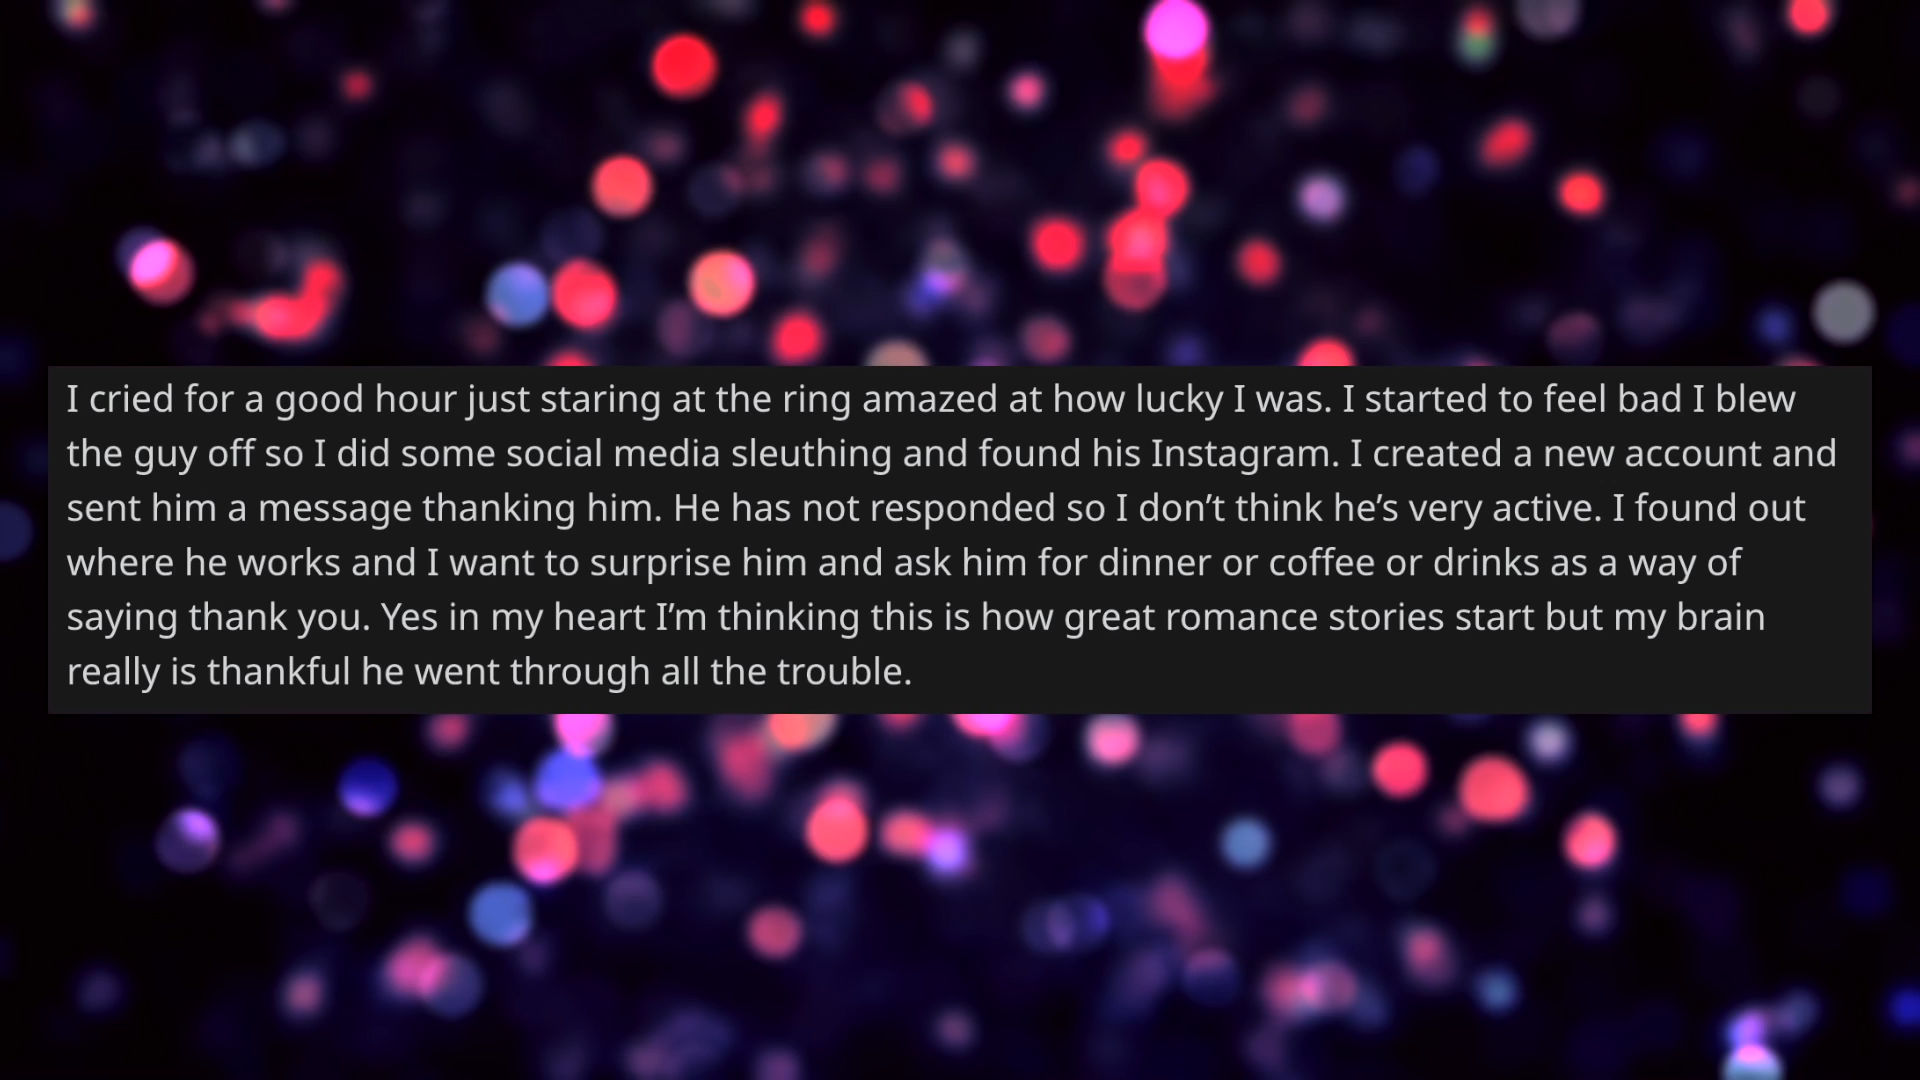 I cried for a good hour just staring at the ring amazed at how lucky I was. I started to feel bad I blew
the guy off so I did some social media sleuthing and found his Instagram. I created a new account and
sent him a message thanking him. He has not responded so I don’t think he’s very active. I found out
where he works and I want to surprise him and ask him for dinner or coffee or drinks as a way of
saying thank you. Yes in my heart I’m thinking this is how great romance stories start but my brain
really is thankful he went through all the trouble.